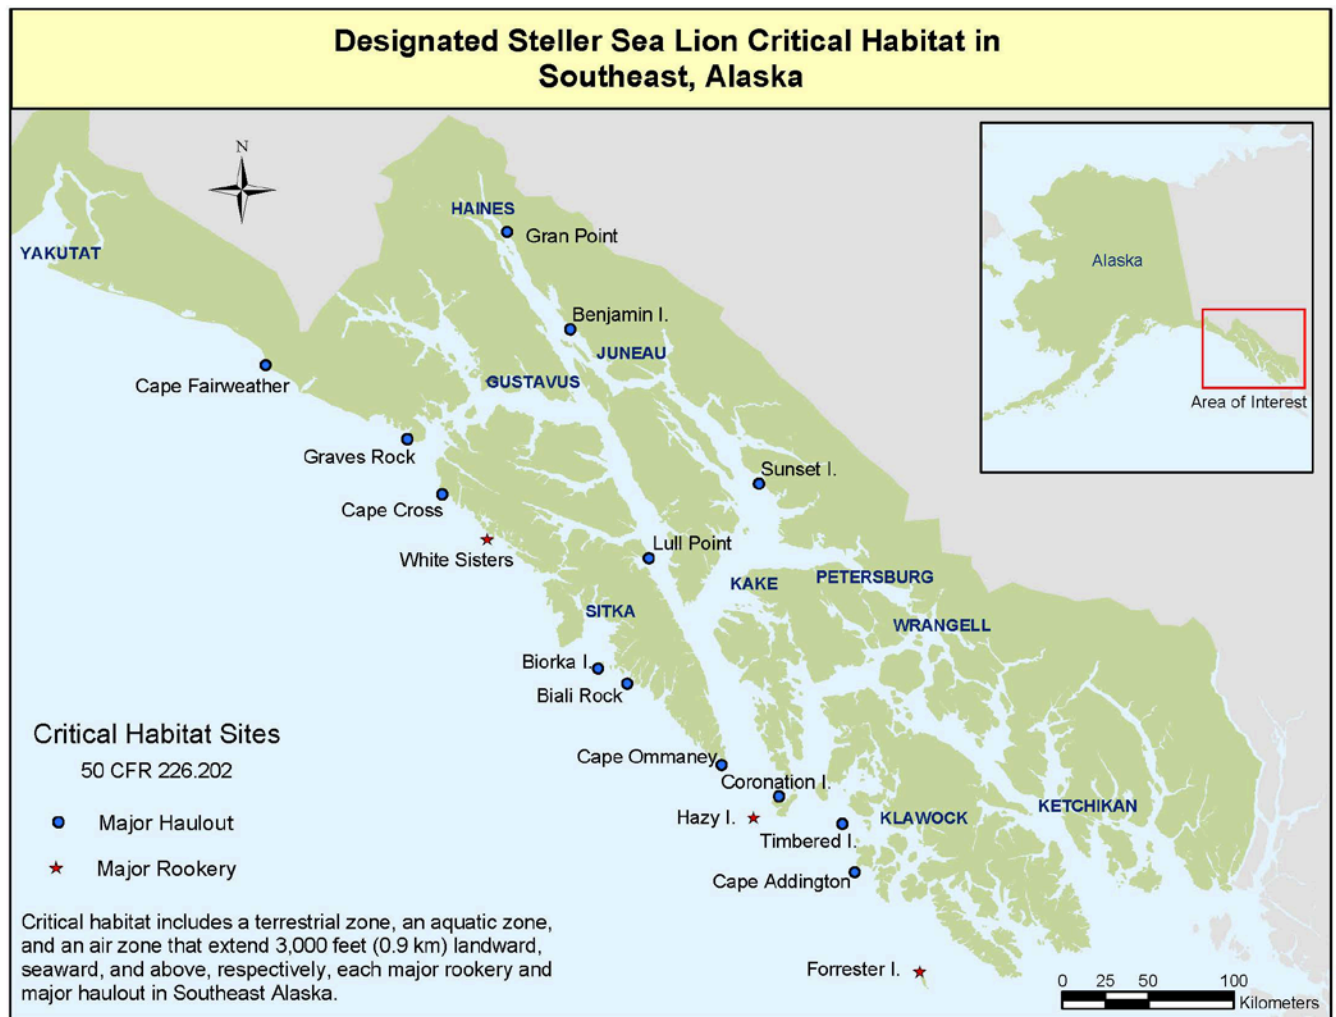 Designated Steller Sea Lion Critical Habitat in
Southeast, Alaska
N
HAINES
Gran Point
YAKUTAT
Alaska
Benjamin I.
JUNEAU
Cape Fairweather
GUSTAVUS
Area of Interest
Graves Rock
Sunset I.
Cape Cross
White Sisters
Lull Point
KAKE
PETERSBURG
SITKA
WRANGELL
Biorka I.
Biali Rock
Cape Ommaney
Coronation I.
Hazy I.
KLAWOCK
KETCHIKAN
Timbered I.
Cape Addington
Forrester I.
Critical Habitat Sites
50 CFR 226.202
Major Haulout
Major Rookery
Critical habitat includes a terrestrial zone, an aquatic zone,
and an air zone that extend 3,000 feet (0.9 km) landward,
seaward, and above, respectively, each major rookery and
major haulout in Southeast Alaska.
0 25 50 100
Kilometers